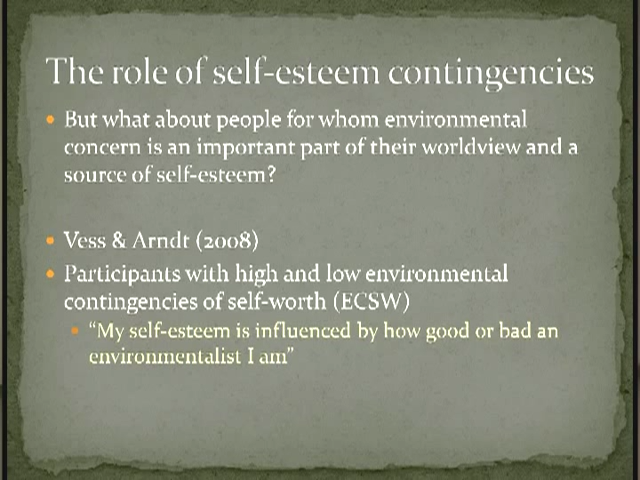 The role of self-esteem contingencies
• But what about people for whom environmental
concern is an important part of their worldview and a
source of self-esteem?
• Vess & Arndt (2008)
• Participants with high and low environmental
contingencies of self-worth (ECSW)
• “My self-esteem is influenced by how good or bad an
environmentalist I am”